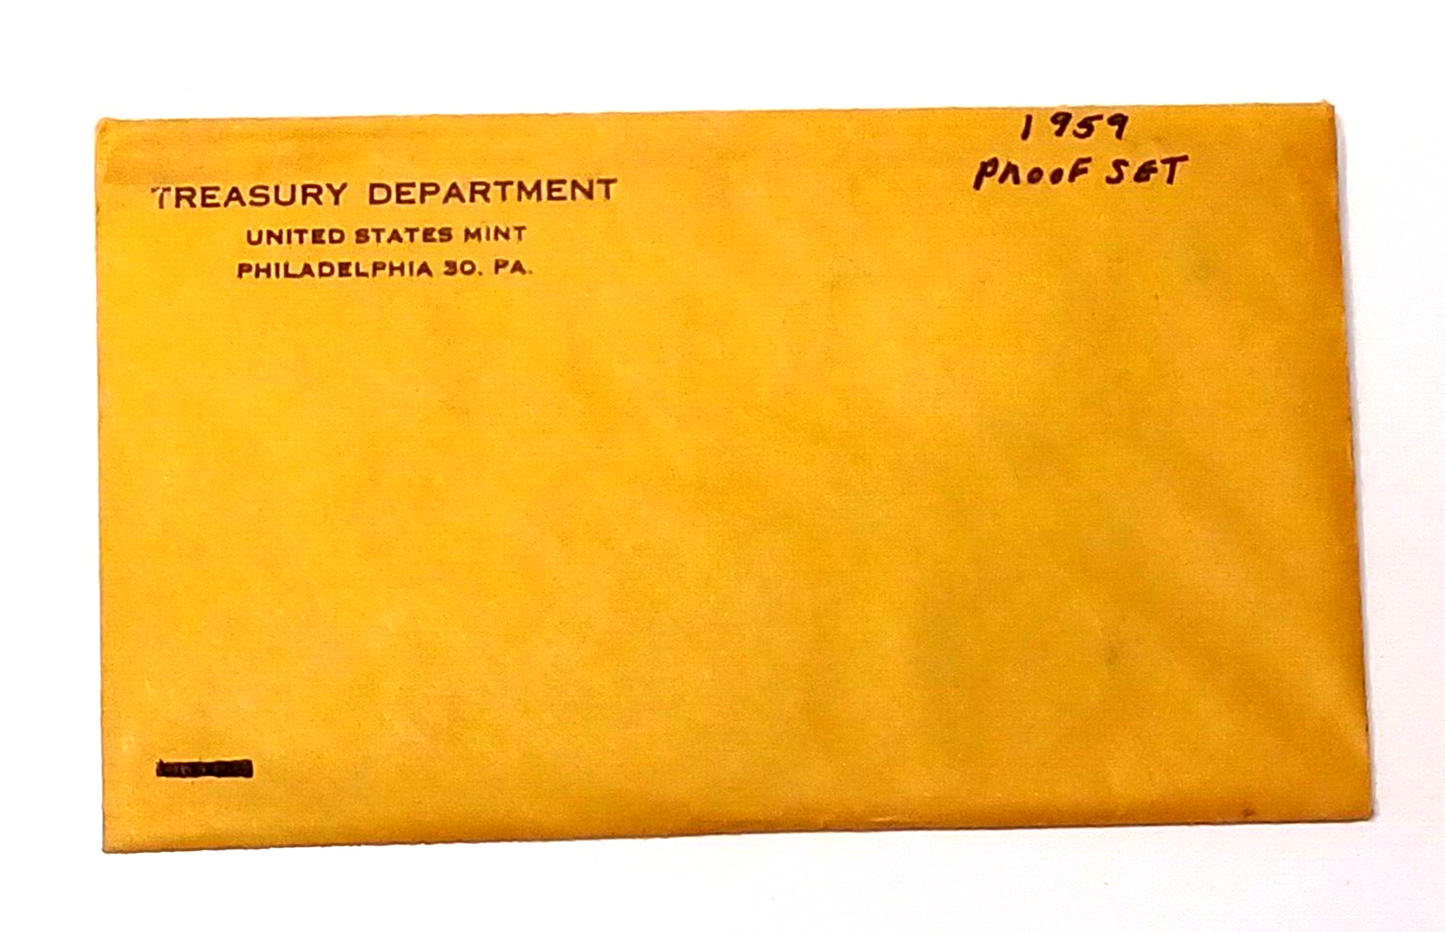 1959
PROOF SET
TREASURY DEPARTMENT
UNITED STATES MINT
PHILADELPHIA 30, PA.